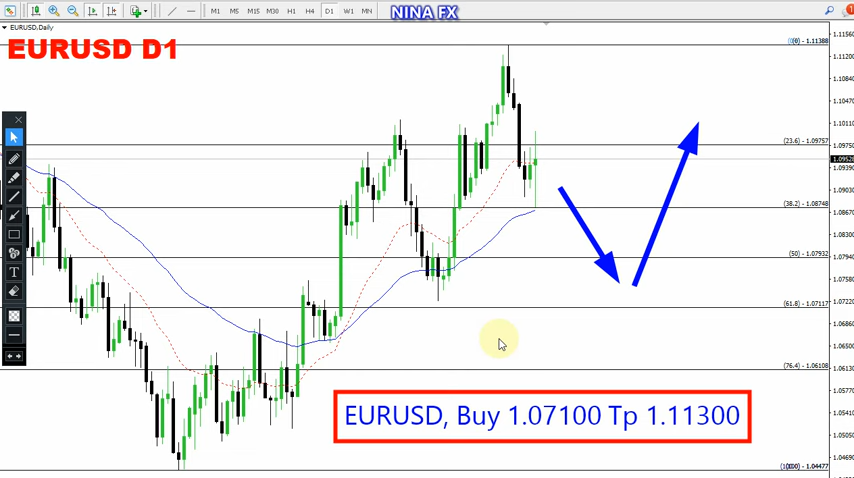 M1 M5 M15 M30 H1 H4 D1 W1 MN
NINA FX
EURUSD,Daily
EURUSD D1
(0) - 1.11388
1.11560
1.11200
1.10840
1.10470
1.10110
(23.6) - 1.09757
1.09750
1.09528
1.09390
1.09030
(38.2) - 1.08748
1.08670
1.08300
(50) - 1.07932
1.07940
1.07580
1.07220
(61.8) - 1.07117
1.06860
1.06500
(76.4) - 1.06108
1.06130
1.05770
1.05410
1.05050
1.04690
(100) - 1.04477
T
EURUSD, Buy 1.07100 Tp 1.11300